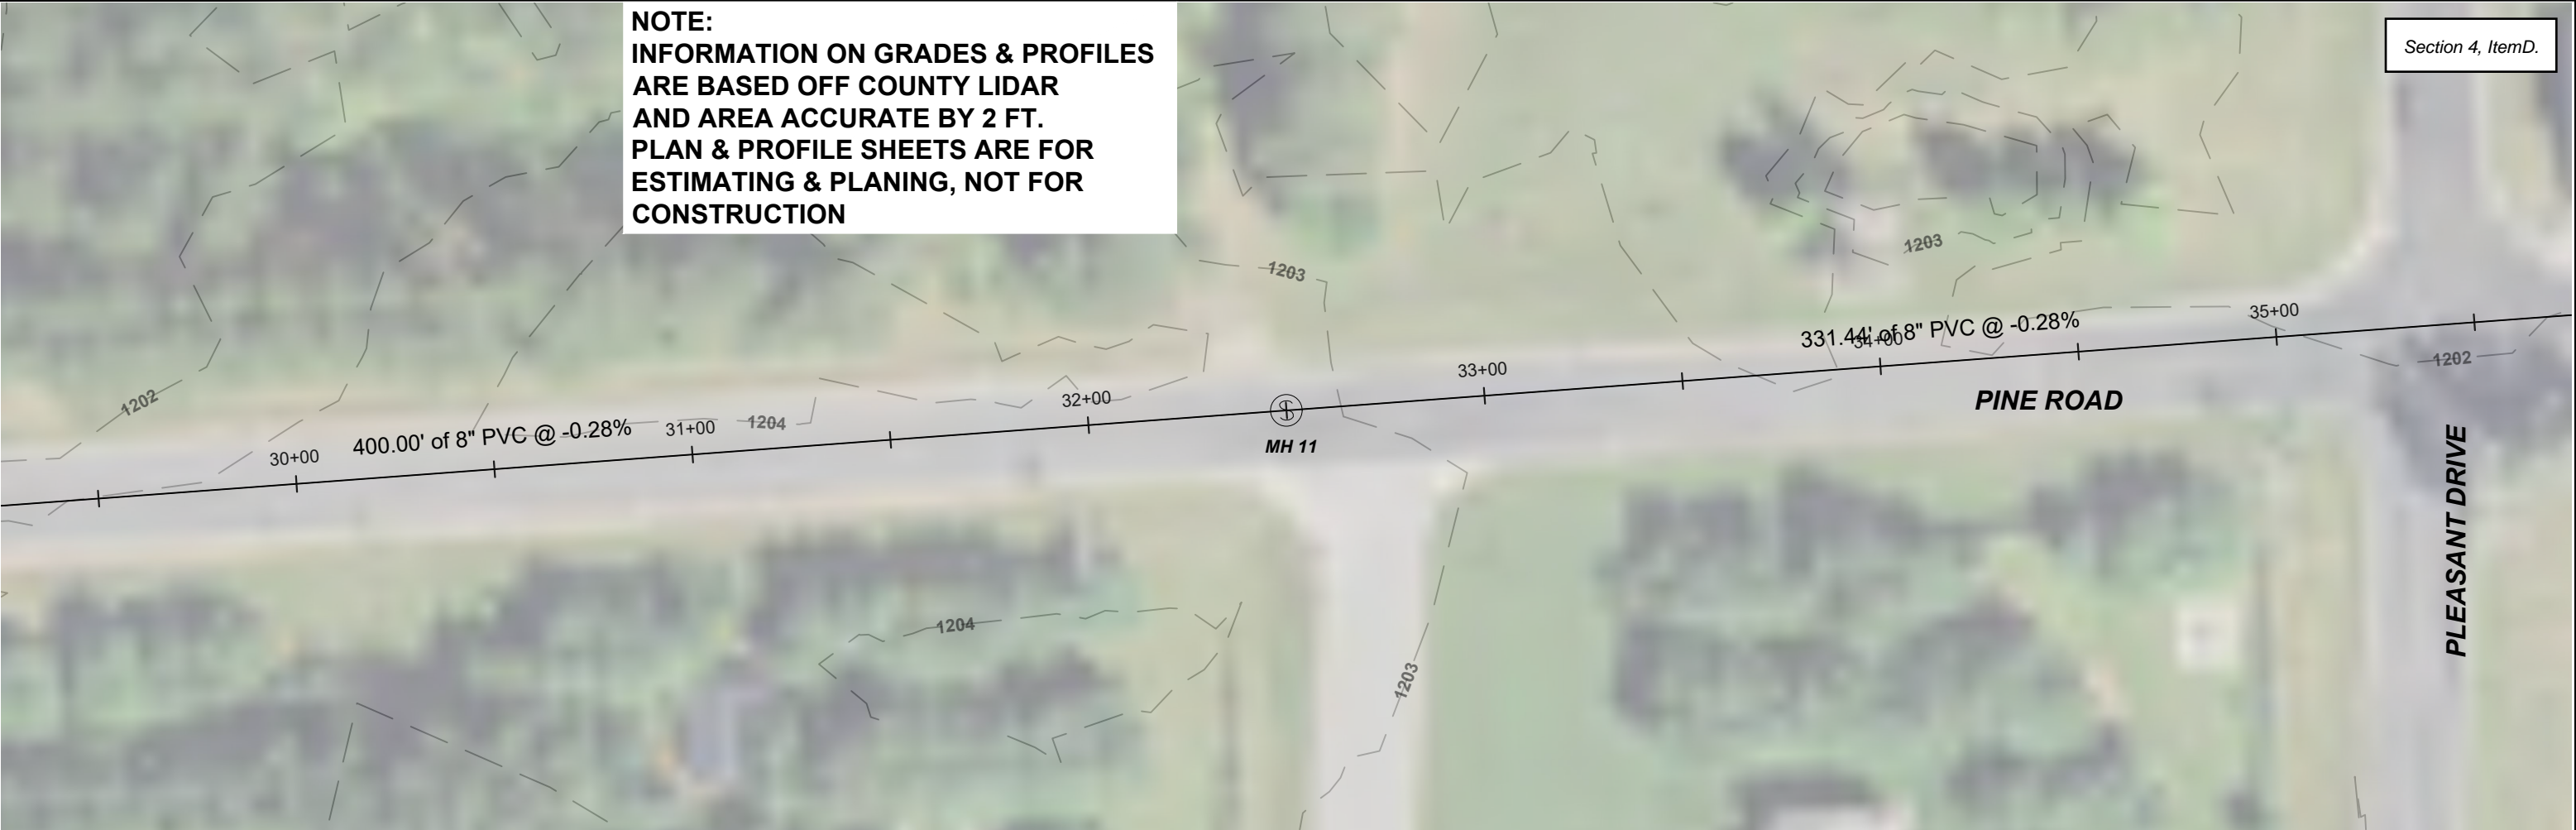 NOTE:
INFORMATION ON GRADES & PROFILES
ARE BASED OFF COUNTY LIDAR
AND AREA ACCURATE BY 2 FT.
PLAN & PROFILE SHEETS ARE FOR
ESTIMATING & PLANING, NOT FOR
CONSTRUCTION
Section 4, ItemD.
1203
1203
35+00
331.44' of 8" PVC @ -0.28%
34+00
1202
33+00
32+00
PINE ROAD
1202
1204
31+00
400.00' of 8" PVC @ -0.28%
30+00
MH 11
PLEASANT DRIVE
1204
1203